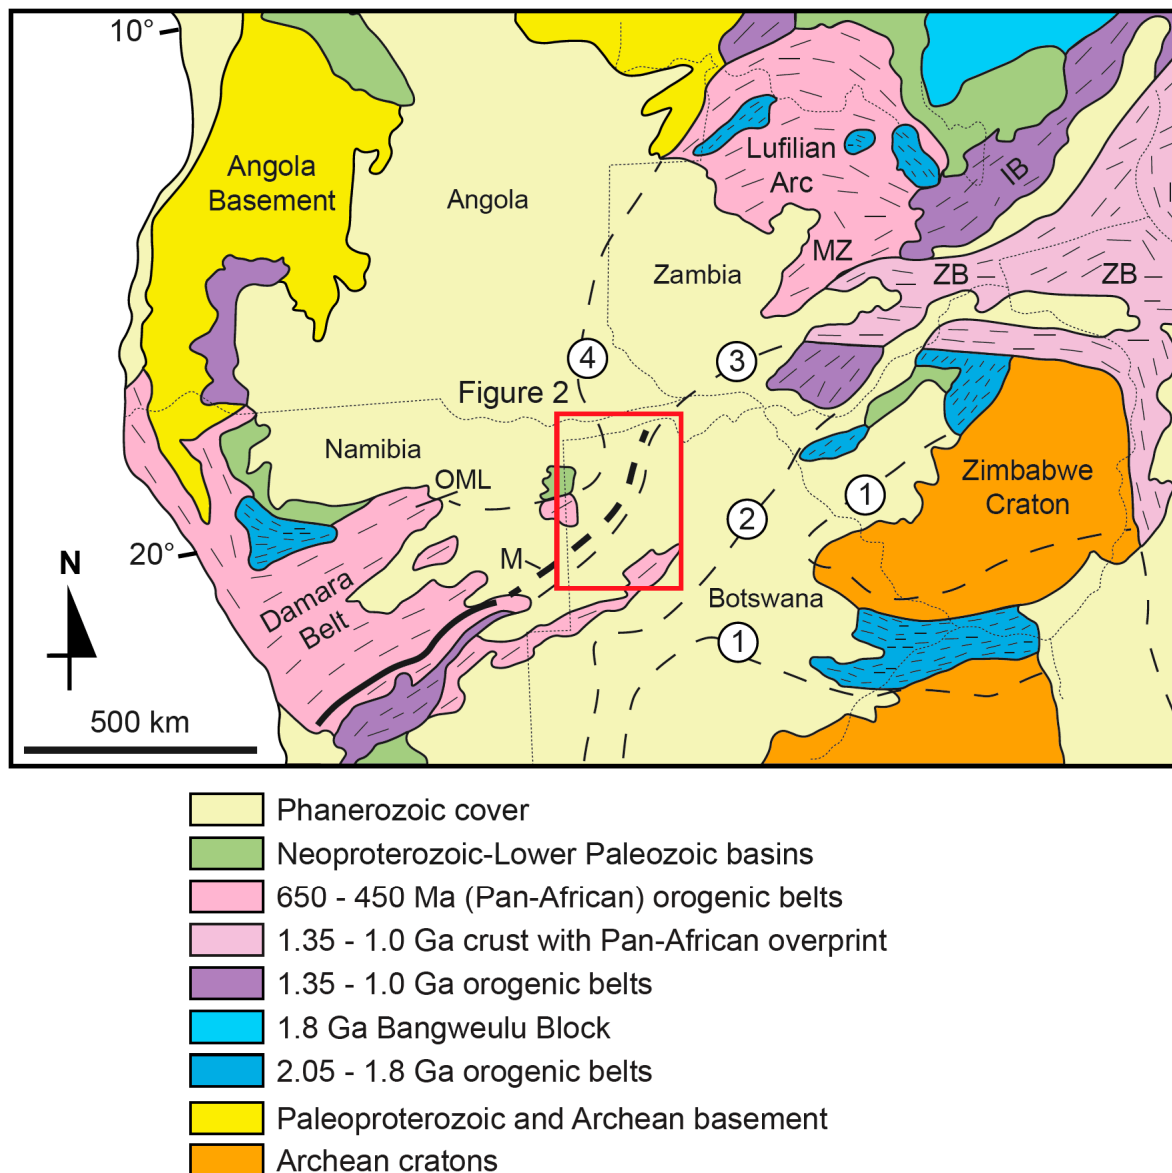 10°
Angola
Basement
Angola
Lufilian
Arc
IB
MZ
Zambia
ZB
ZB
4
3
Figure 2
Namibia
OML
Zimbabwe
Craton
1
2
20°
M
N
Damara
Belt
Botswana
1
500 km
Phanerozoic cover
Neoproterozoic-Lower Paleozoic basins
650 - 450 Ma (Pan-African) orogenic belts
1.35 - 1.0 Ga crust with Pan-African overprint
1.35 - 1.0 Ga orogenic belts
1.8 Ga Bangweulu Block
2.05 - 1.8 Ga orogenic belts
Paleoproterozoic and Archean basement
Archean cratons